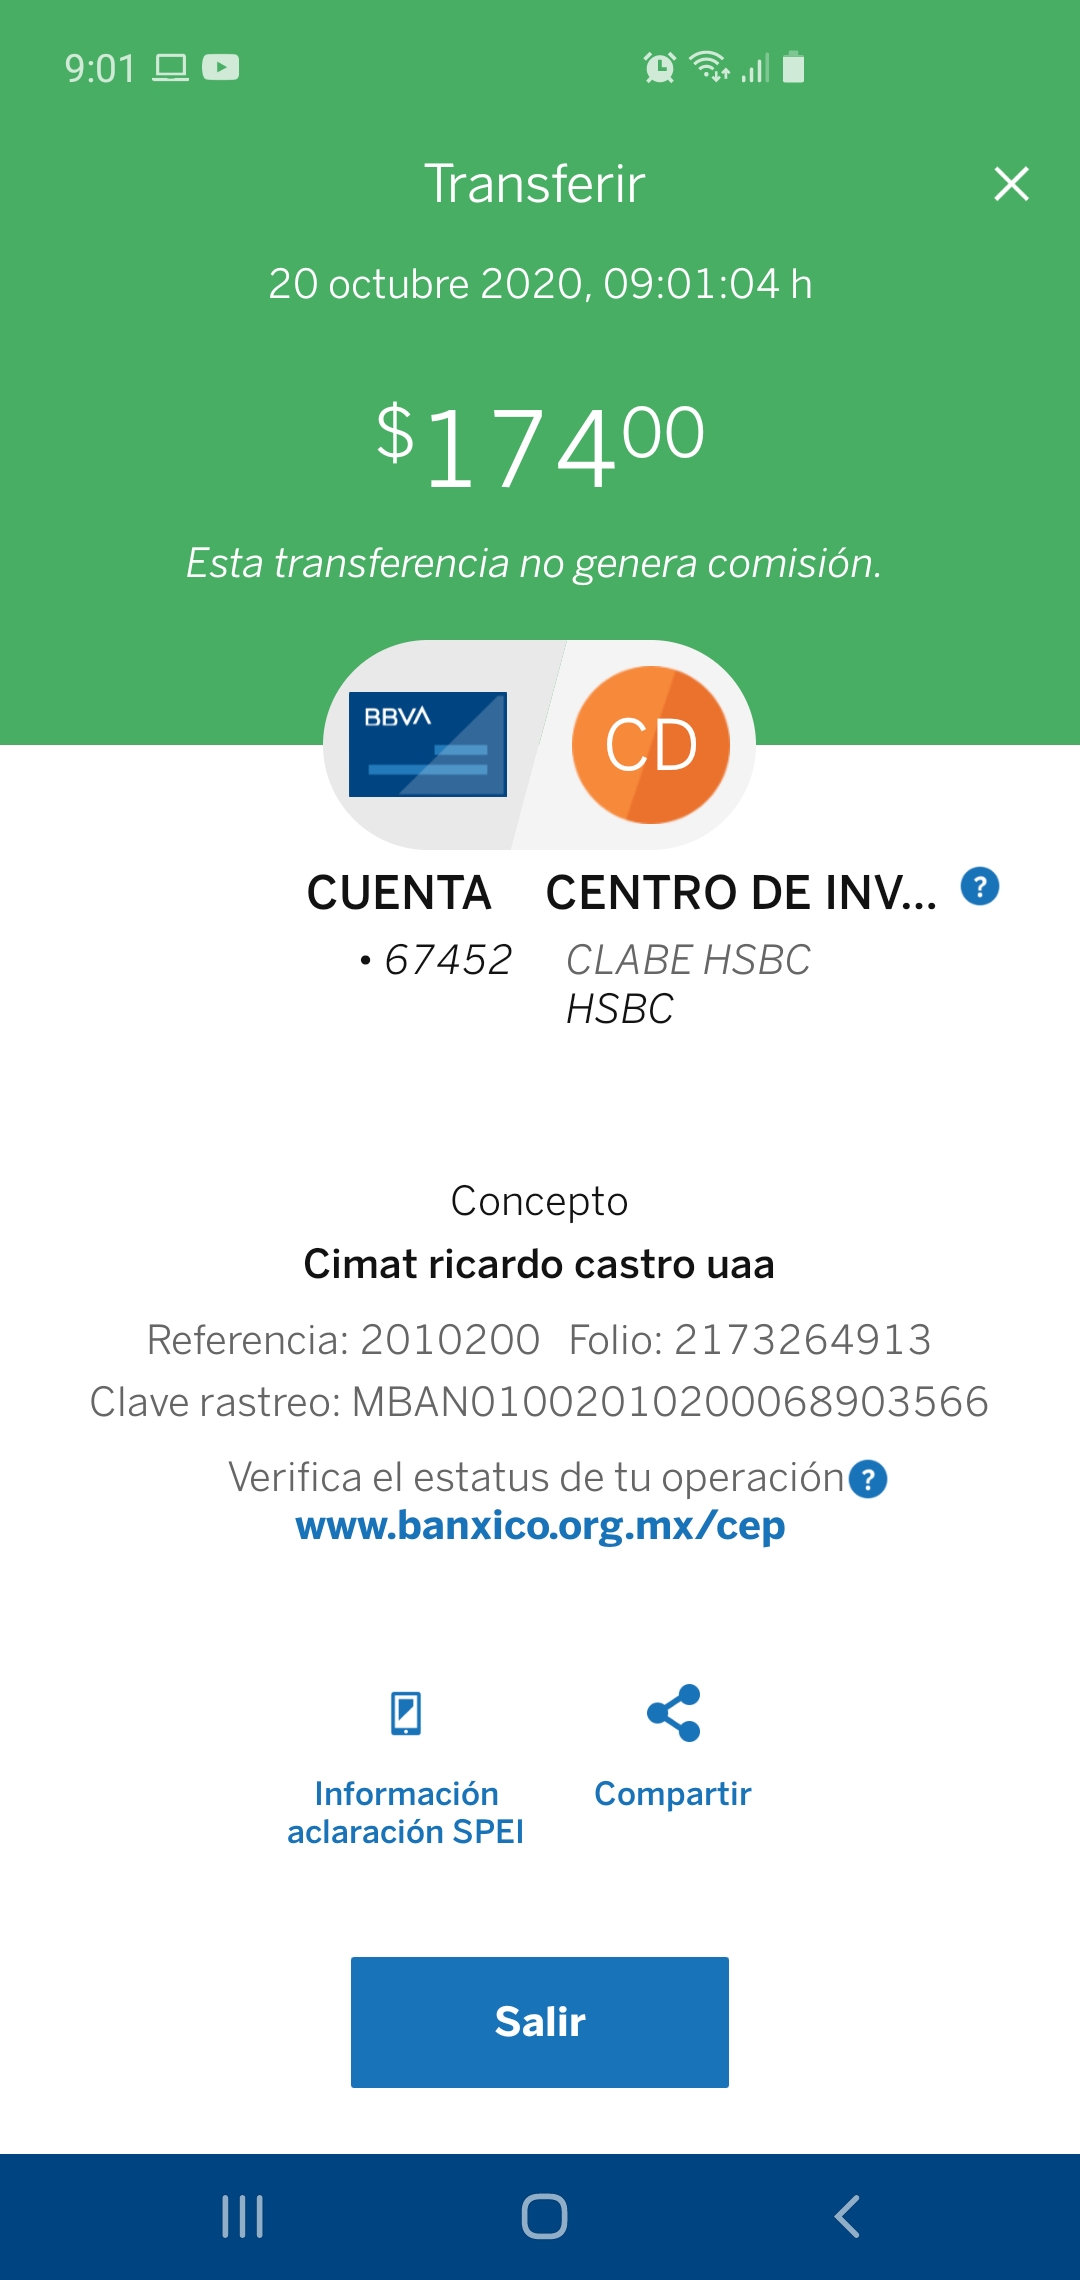 9:01
Transferir
20 octubre 2020, 09:01:04 h
$17400
Esta transferencia no genera comisión.
BBVA
CD
CUENTA
• 67452
CENTRO DE INV...
CLABE HSBC
HSBC
Concepto
Cimat ricardo castro uaa
Referencia: 2010200 Folio: 2173264913
Clave rastreo: MBAN01002010200068903566
Verifica el estatus de tu operación
www.banxico.org.mx/cep
Información
aclaración SPEI
Compartir
Salir